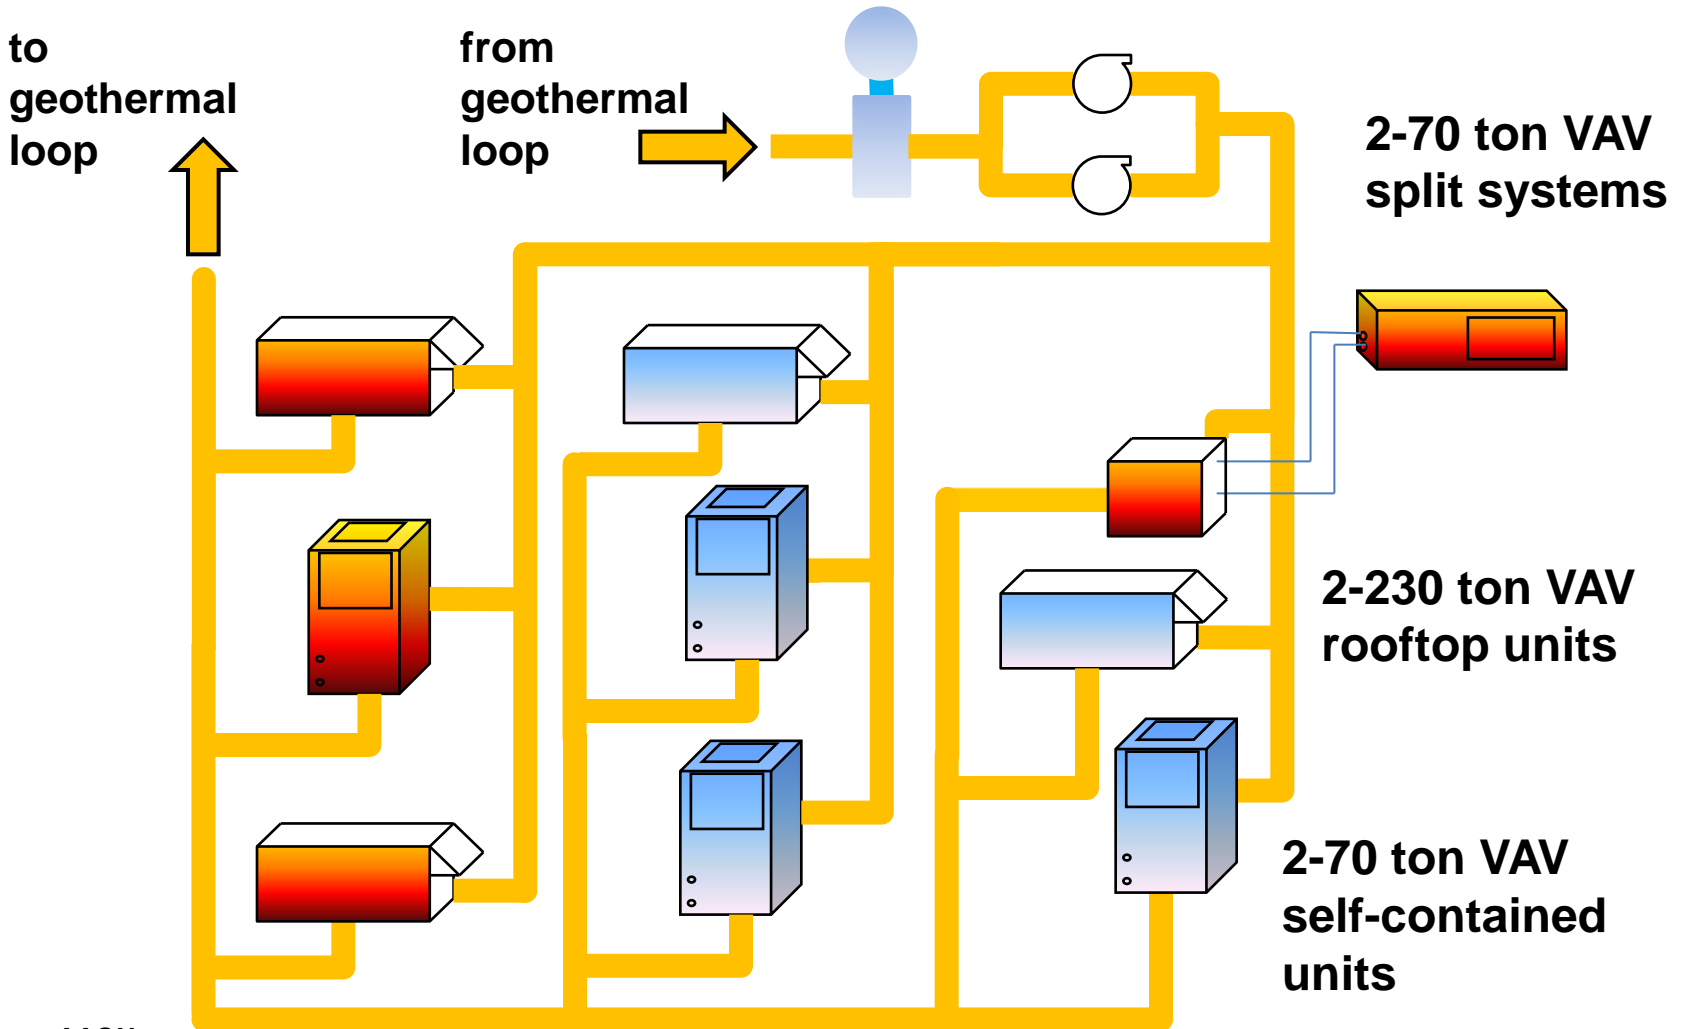 to
geothermal
loop
from
geothermal
loop
2-70 ton VAV
split systems
2-230 ton VAV
rooftop units
2-70 ton VAV
self-contained
units